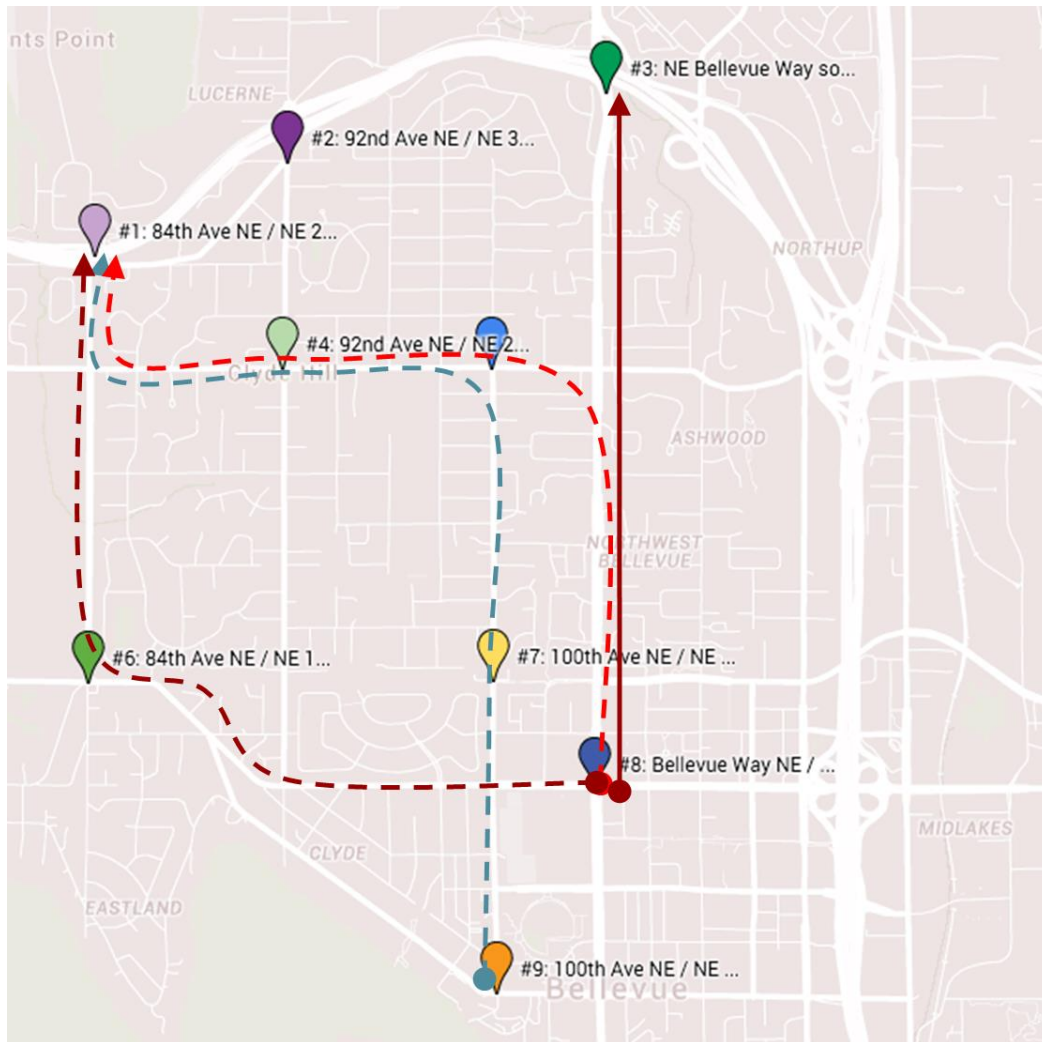 nts Point
#3: NE Bellevue Way so...
LUCERNE
#2: 92nd Ave NE / NE 3...
#1: 84th Ave NE / NE 2...
NORTHUP
#4: 92nd Ave NE / NE 2...
Clyde Hill
ASHWOOD
NORTHWEST
BELLEVUE
#6: 84th Ave NE / NE 1...
#7: 100th Ave NE / NE ...
#8: Bellevue Way NE / ...
MIDLAKES
CLYDE
EASTLAND
#9: 100th Ave NE / NE ...
Bellevue